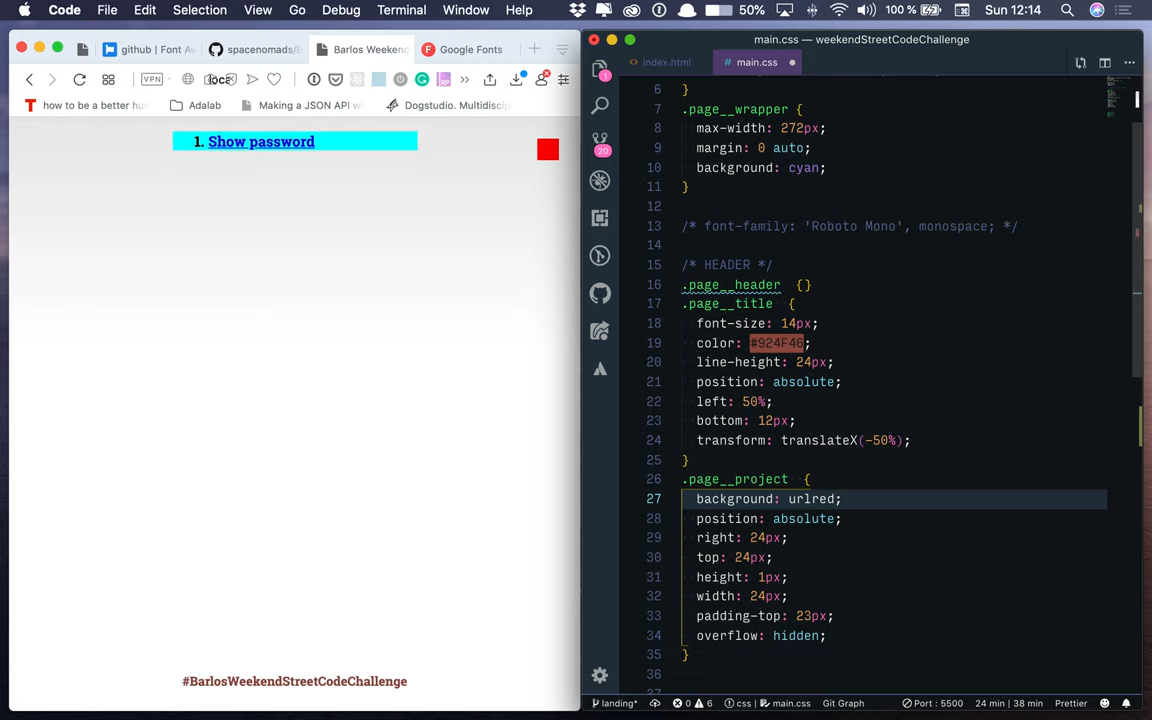 Code File Edit Selection View Go Debug Terminal Window Help 50% 100 % Sun 12:14
github | Font Aw
spacenomads/B
Barlos Weekend
Google Fonts
VPN
how to be a better hum
Adalab
Making a JSON API wi
Dogstudio. Multidiscip
1. Show password
#BarlosWeekendStreetCodeChallenge
main.css — weekendStreetCodeChallenge
index.html
main.css
1
20
6 }
7 .page__wrapper {
8 max-width: 272px;
9 margin: 0 auto;
10 background: cyan;
11 }
12
13 /* font-family: 'Roboto Mono', monospace; */
14
15 /* HEADER */
16 .page__header {}
17 .page__title {
18 font-size: 14px;
19 color: #924F46;
20 line-height: 24px;
21 position: absolute;
22 left: 50%;
23 bottom: 12px;
24 transform: translateX(-50%);
25 }
26 .page__project {
27 background: urlred;
28 position: absolute;
29 right: 24px;
30 top: 24px;
31 height: 1px;
32 width: 24px;
33 padding-top: 23px;
34 overflow: hidden;
35 }
36
37
landing* 0 6 css main.css Git Graph Port : 5500 24 min | 38 min Prettier